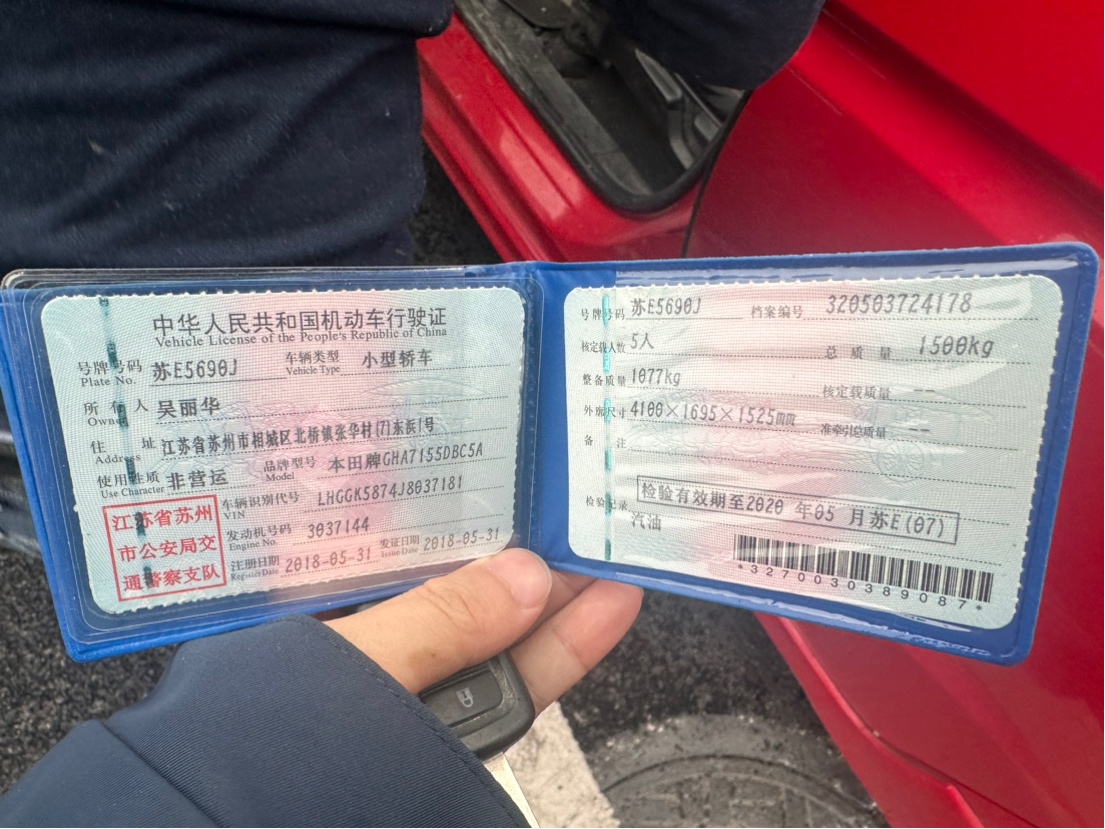 中华人民共和国机动车行驶证
Vehicle License of the People's Republic of China
号牌号码 Plate No. 苏E5690J 车辆类型 Vehicle Type 小型轿车
所有人 Owner 吴丽华
住址 Address 江苏省苏州市相城区北桥镇张华村(7)东浜1号
使用性质 Use Character 非营运 品牌型号 Model 本田牌GHA7155DBC5A
江苏省苏州市公安局交通警察支队
车辆识别代号 VIN LHGGK5874J8037181
发动机号码 Engine No. 3037144
注册日期 Register Date 2018-05-31 发证日期 Issue Date 2018-05-31
号牌号码 苏E5690J 档案编号 320503724178
核定载人数 5人 总质量 1500kg
整备质量 1077kg 核定载质量 --
外廓尺寸 4100×1695×1525mm 准牵引总质量 --
备注
检验记录 检验有效期至2020年05月苏E(07)
汽油
*3270030389087*